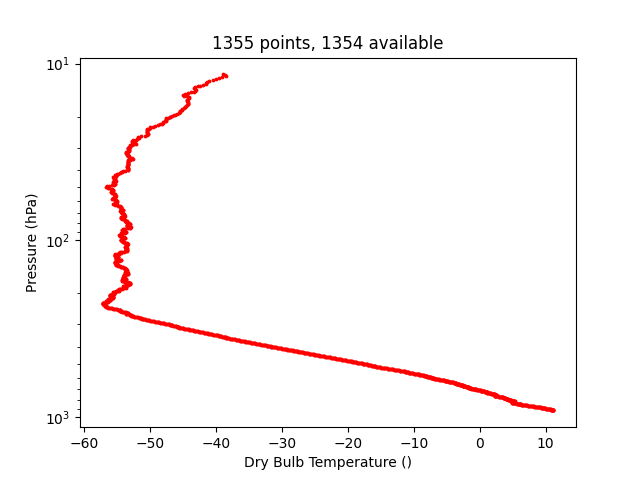 1355 points, 1354 available
10¹
10²
10³
Pressure (hPa)
−60 −50 −40 −30 −20 −10 0 10
Dry Bulb Temperature ()